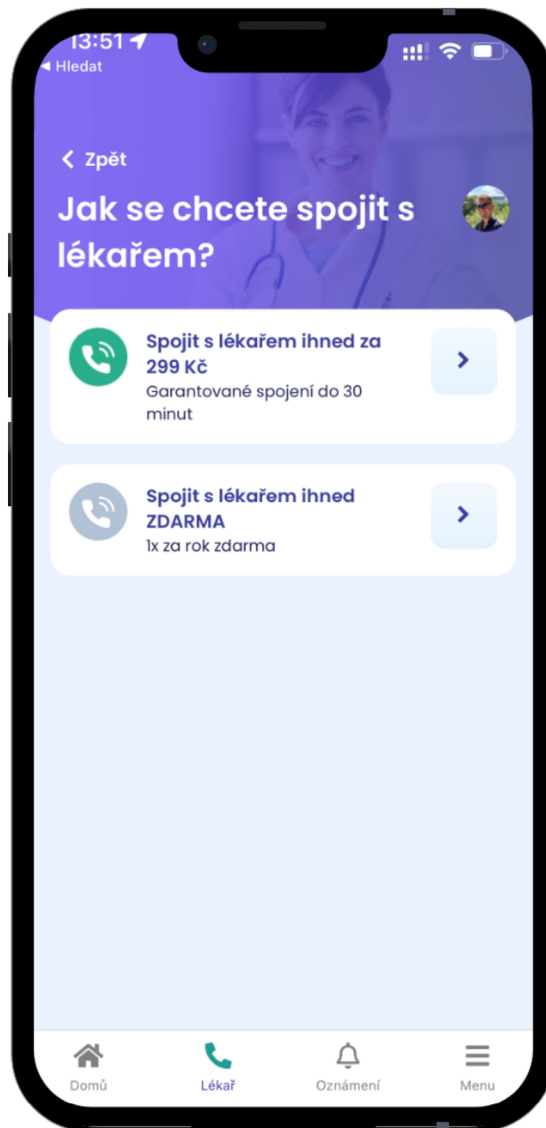 13:51
Hledat
Zpět
Jak se chcete spojit s
lékařem?
Spojit s lékařem ihned za
299 Kč
Garantované spojení do 30
minut
Spojit s lékařem ihned
ZDARMA
1x za rok zdarma
Domů
Lékař
Oznámení
Menu